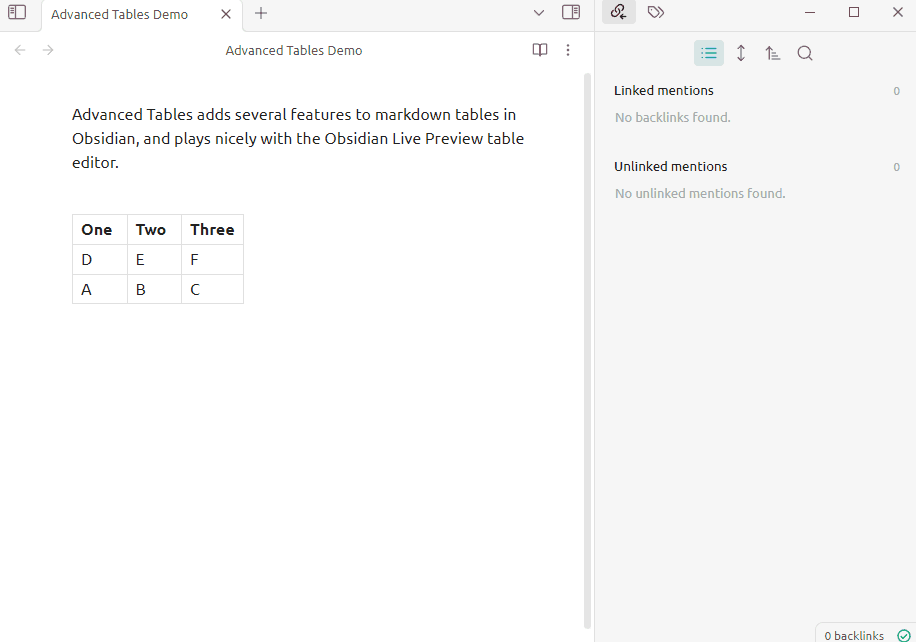 Advanced Tables Demo
Advanced Tables Demo
Advanced Tables adds several features to markdown tables in
Obsidian, and plays nicely with the Obsidian Live Preview table
editor.
One Two Three
D E F
A B C
Linked mentions 0
No backlinks found.
Unlinked mentions 0
No unlinked mentions found.
0 backlinks